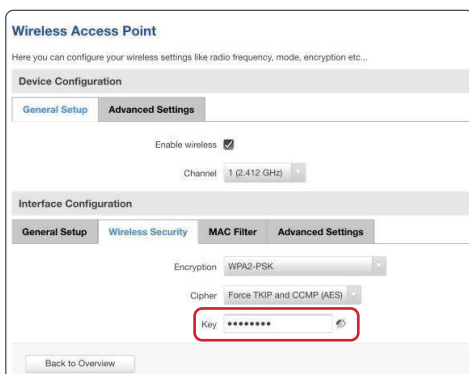 Wireless Access Point
Here you can configure your wireless settings like radio frequency, mode, encryption etc...
Device Configuration
General Setup Advanced Settings
Enable wireless
Channel 1 (2.412 GHz)
Interface Configuration
General Setup Wireless Security MAC Filter Advanced Settings
Encryption WPA2-PSK
Cipher Force TKIP and CCMP (AES)
Key ••••••••
Back to Overview